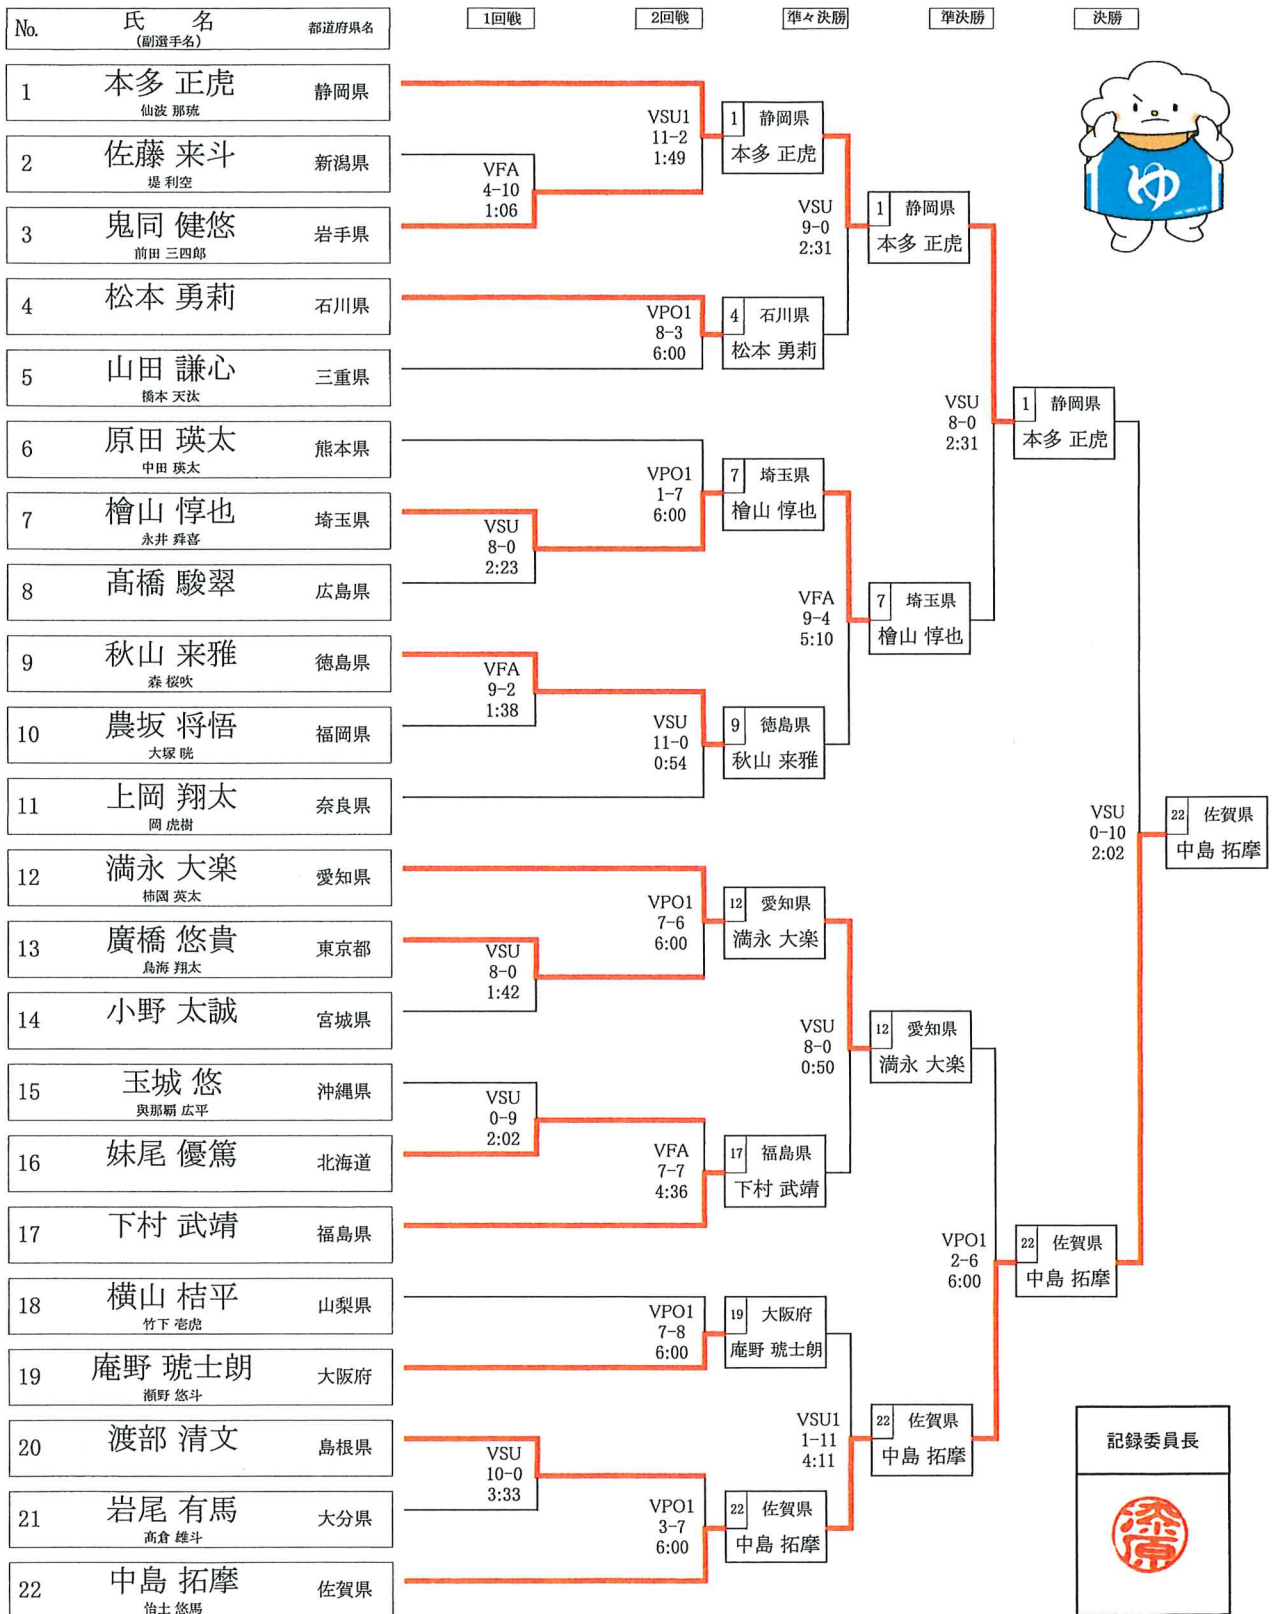 No. 氏 名 都道府県名 1回戦 2回戦 準々決勝 準決勝 決勝
(副選手名)
1 本多 正虎 静岡県
仙波 那琉
2 佐藤 来斗 新潟県
堤 利空
3 鬼同 健悠 岩手県
前田 三四郎
4 松本 勇莉 石川県
5 山田 謙心 三重県
橋本 天汰
6 原田 瑛太 熊本県
中田 瑛太
7 檜山 惇也 埼玉県
永井 舜喜
8 髙橋 駿翠 広島県
9 秋山 来雅 徳島県
森 桜吹
10 農坂 将悟 福岡県
大塚 晄
11 上岡 翔太 奈良県
岡 虎樹
12 満永 大楽 愛知県
柿園 英太
13 廣橋 悠貴 東京都
鳥海 翔太
14 小野 太誠 宮城県
15 玉城 悠 沖縄県
與那覇 広平
16 妹尾 優篤 北海道
17 下村 武靖 福島県
18 横山 桔平 山梨県
竹下 壱虎
19 庵野 琥士朗 大阪府
瀬野 悠斗
20 渡部 清文 島根県
21 岩尾 有馬 大分県
髙倉 雄斗
22 中島 拓摩 佐賀県
悠馬
VFA
4-10
1:06
VSU
8-0
2:23
VFA
9-2
1:38
VSU
8-0
1:42
VSU
0-9
2:02
VSU
10-0
3:33
VSU1
11-2
1:49
VPO1
8-3
6:00
VPO1
1-7
6:00
VSU
11-0
0:54
VPO1
7-6
6:00
VFA
7-7
4:36
VPO1
7-8
6:00
VPO1
3-7
6:00
1 静岡県
本多 正虎
4 石川県
松本 勇莉
7 埼玉県
檜山 惇也
9 徳島県
秋山 来雅
12 愛知県
満永 大楽
17 福島県
下村 武靖
19 大阪府
庵野 琥士朗
22 佐賀県
中島 拓摩
VSU
9-0
2:31
VFA
9-4
5:10
VSU
8-0
0:50
VSU1
1-11
4:11
1 静岡県
本多 正虎
7 埼玉県
檜山 惇也
12 愛知県
満永 大楽
22 佐賀県
中島 拓摩
VSU
8-0
2:31
VPO1
2-6
6:00
1 静岡県
本多 正虎
22 佐賀県
中島 拓摩
VSU
0-10
2:02
22 佐賀県
中島 拓摩
ゆ
記録委員長
漆原